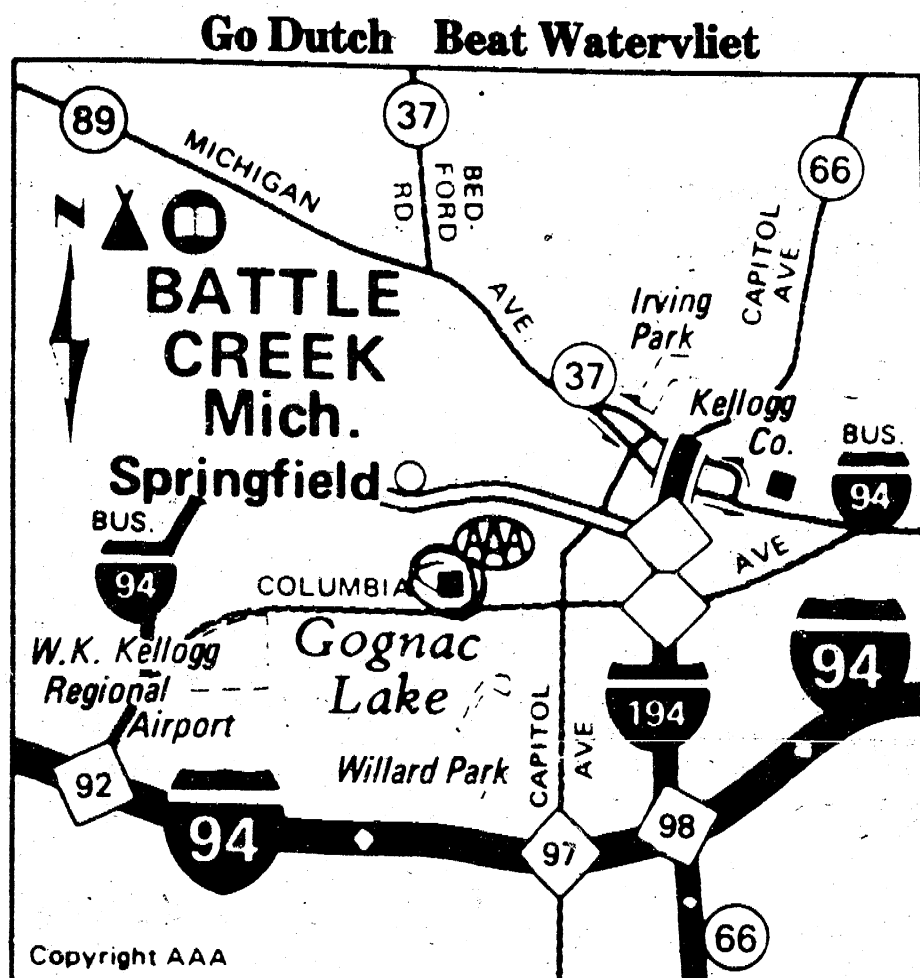 Go Dutch Beat Watervliet
89
37
66
MICHIGAN
BED-
FORD
RD.
CAPITOL
AVE
N
BATTLE
CREEK
Mich.
AVE.
Irving
Park
37
Kellogg
Co.
BUS.
94
Springfield
BUS.
94
AAA
COLUMBIA
AVE
W.K. Kellogg
Regional
Airport
Gognac
Lake
Willard Park
CAPITOL
AVE
194
94
92
94
97
98
66
Copyright AAA